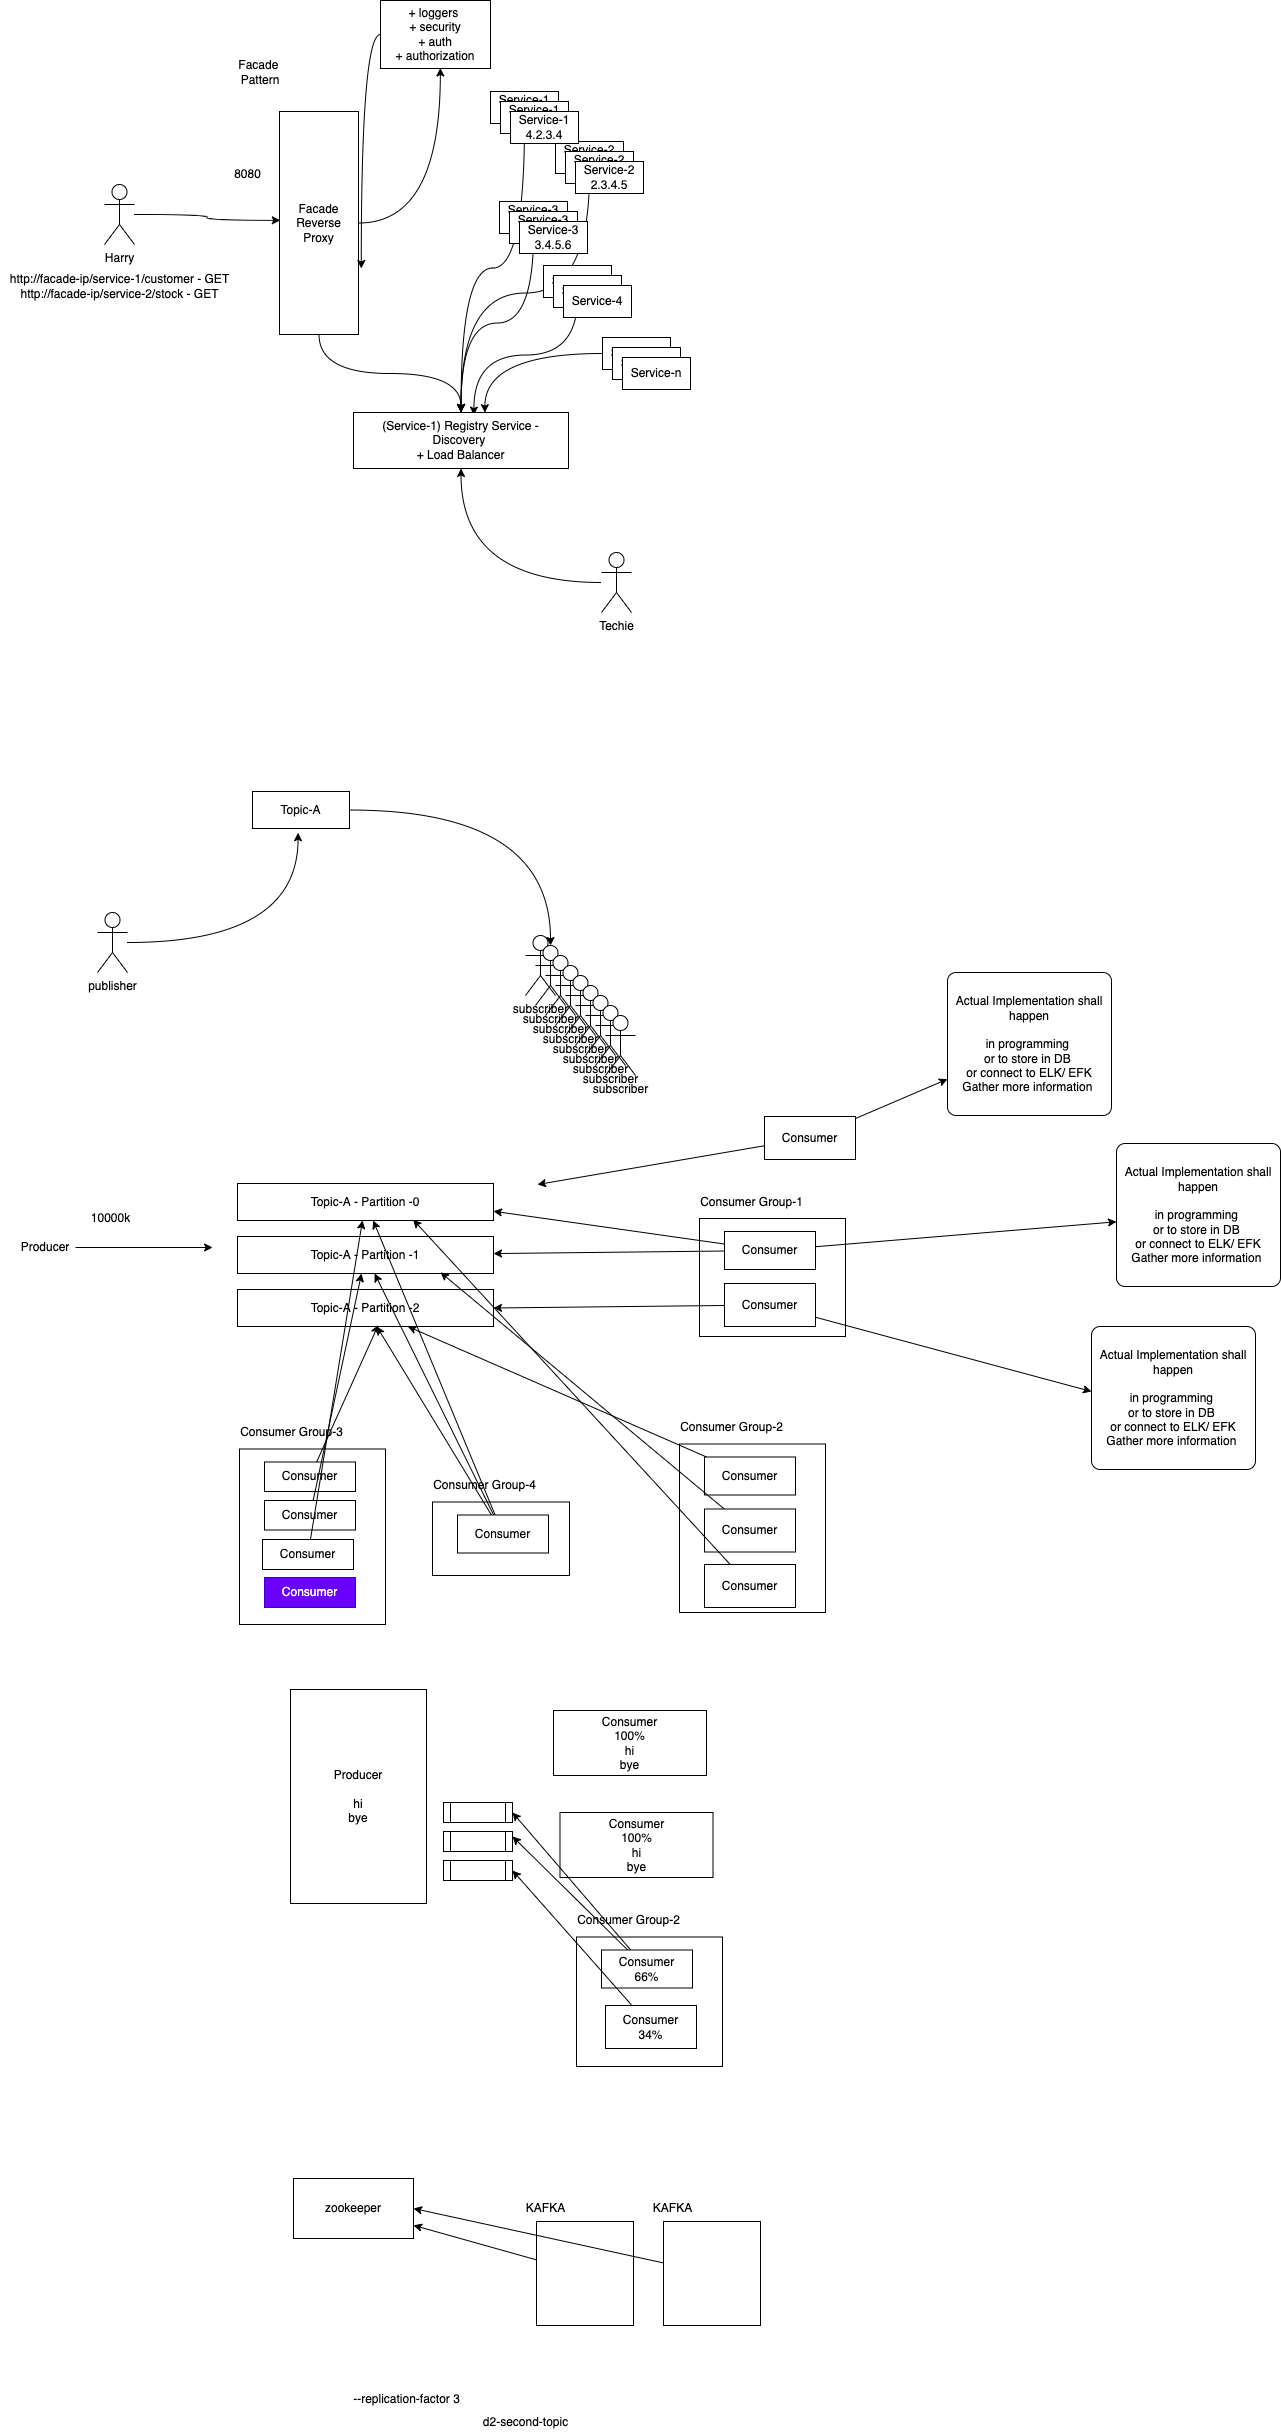 + loggers
+ security
+ auth
+ authorization
Facade
Pattern
Service-1
Service-1
Service-1
4.2.3.4
Service-2
Service-2
Service-2
2.3.4.5
8080
Facade
Reverse
Proxy
Service-3
Service-3
Service-3
3.4.5.6
Harry
http://facade-ip/service-1/customer - GET
http://facade-ip/service-2/stock - GET
Service-4
Service-n
(Service-1) Registry Service -
Discovery
+ Load Balancer
Techie
Topic-A
publisher
subscriber
subscriber
subscriber
subscriber
subscriber
subscriber
subscriber
subscriber
subscriber
Actual Implementation shall
happen
in programming
or to store in DB
or connect to ELK/ EFK
Gather more information
Consumer
Actual Implementation shall
happen
in programming
or to store in DB
or connect to ELK/ EFK
Gather more information
Topic-A - Partition -0
Consumer Group-1
10000k
Producer
Topic-A - Partition -1
Consumer
Topic-A - Partition -2
Consumer
Actual Implementation shall
happen
in programming
or to store in DB
or connect to ELK/ EFK
Gather more information
Consumer Group-3
Consumer
Consumer
Consumer
Consumer
Consumer Group-4
Consumer
Consumer Group-2
Consumer
Consumer
Consumer
Producer
hi
bye
Consumer
100%
hi
bye
Consumer
100%
hi
bye
Consumer Group-2
Consumer
66%
Consumer
34%
zookeeper
KAFKA
KAFKA
--replication-factor 3
d2-second-topic